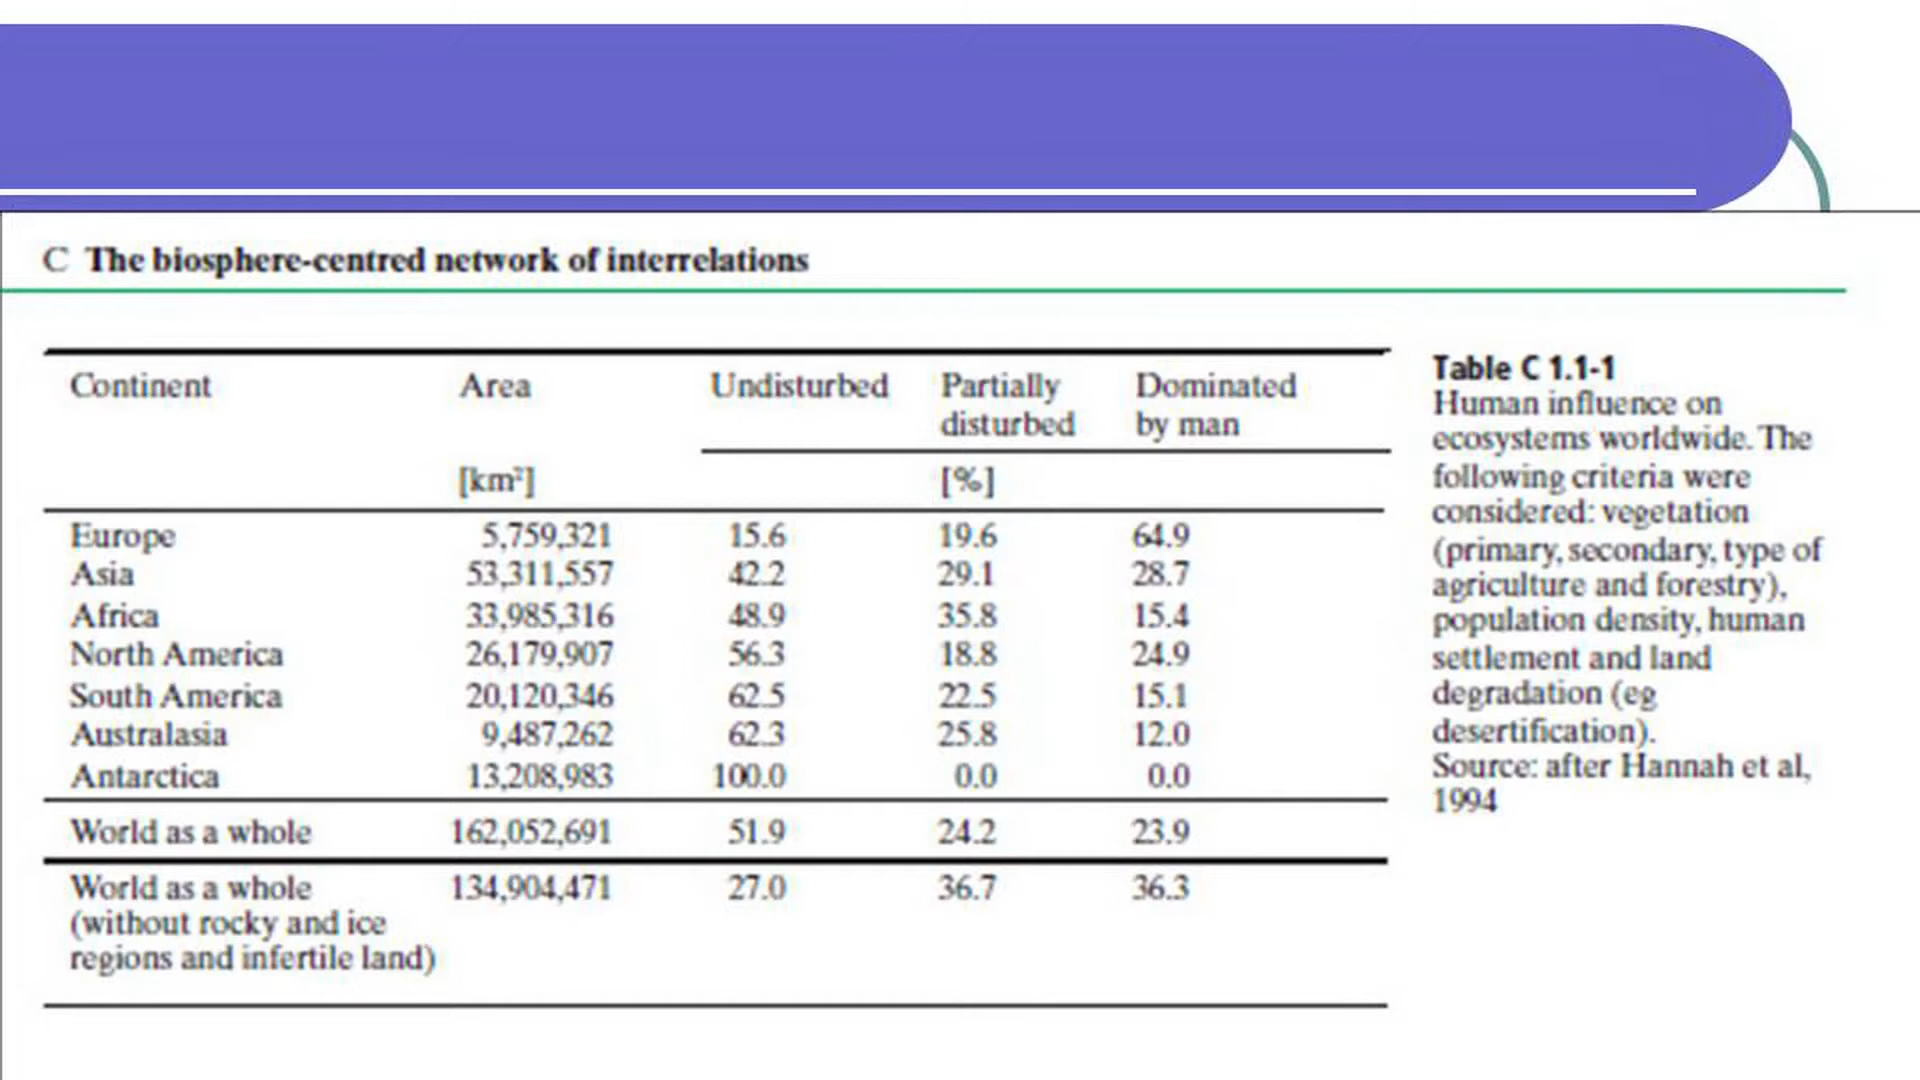 C The biosphere-centred network of interrelations
Continent Area Undisturbed Partially disturbed Dominated by man
[km²] [%]
Europe 5,759,321 15.6 19.6 64.9
Asia 53,311,557 42.2 29.1 28.7
Africa 33,985,316 48.9 35.8 15.4
North America 26,179,907 56.3 18.8 24.9
South America 20,120,346 62.5 22.5 15.1
Australasia 9,487,262 62.3 25.8 12.0
Antarctica 13,208,983 100.0 0.0 0.0
World as a whole 162,052,691 51.9 24.2 23.9
World as a whole 134,904,471 27.0 36.7 36.3
(without rocky and ice
regions and infertile land)
Table C 1.1-1
Human influence on
ecosystems worldwide. The
following criteria were
considered: vegetation
(primary, secondary, type of
agriculture and forestry),
population density, human
settlement and land
degradation (eg
desertification).
Source: after Hannah et al,
1994